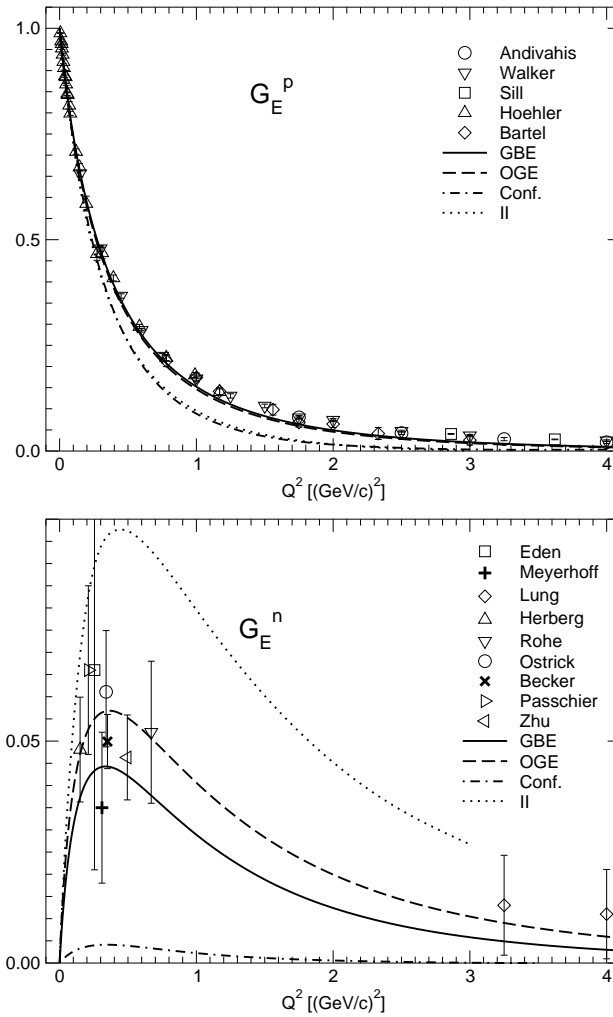 1.0
0.5
0.0
G_E^p
Andivahis
Walker
Sill
Hoehler
Bartel
GBE
OGE
Conf.
II
0 1 2 3 4
Q^2 [(GeV/c)^2]
0.05
0.00
G_E^n
Eden
Meyerhoff
Lung
Herberg
Rohe
Ostrick
Becker
Passchier
Zhu
GBE
OGE
Conf.
II
0 1 2 3 4
Q^2 [(GeV/c)^2]